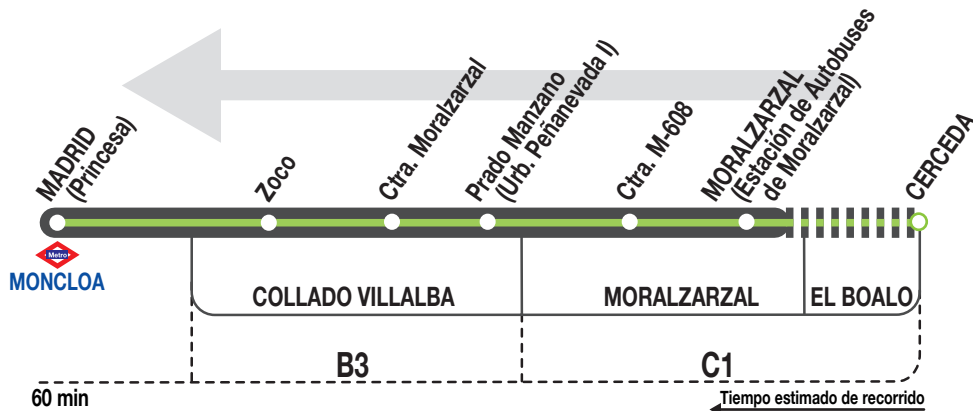 MADRID
(Princesa)
Zoco
Ctra. Moralzarzal
Prado Manzano
(Urb. Peñanevada I)
Ctra. M-608
MORALZARZAL
(Estación de Autobuses
de Moralzarzal)
CERCEDA
Metro
MONCLOA
COLLADO VILLALBA
MORALZARZAL
EL BOALO
B3
C1
60 min
Tiempo estimado de recorrido